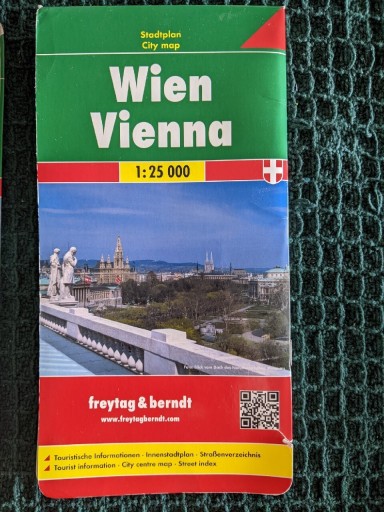 Stadtplan
City map
Wien
Vienna
1:25 000
freytag & berndt
www.freytagberndt.com
Touristische Informationen · Innenstadtplan · Straßenverzeichnis
Tourist information · City centre map · Street index